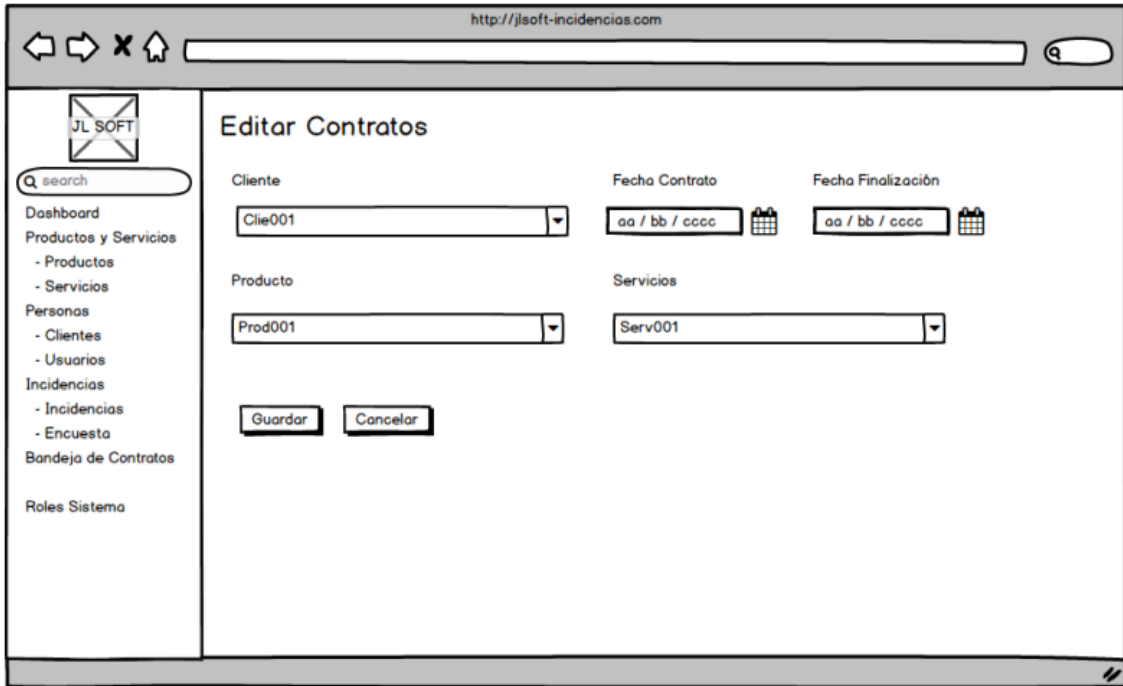 http://jlsoft-incidencias.com
JL SOFT
search
Dashboard
Productos y Servicios
- Productos
- Servicios
Personas
- Clientes
- Usuarios
Incidencias
- Incidencias
- Encuesta
Bandeja de Contratos
Roles Sistema
Editar Contratos
Cliente Fecha Contrato Fecha Finalización
Clie001 aa / bb / cccc aa / bb / cccc
Producto Servicios
Prod001 Serv001
Guardar Cancelar